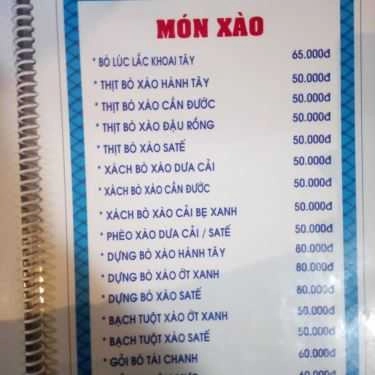 MÓN XÀO
* BÒ LÚC LẮC KHOAI TÂY 65.000đ
* THỊT BÒ XÀO HÀNH TÂY 50.000đ
* THỊT BÒ XÀO CẦN ĐƯỚC 50.000đ
* THỊT BÒ XÀO ĐẬU RỒNG 50.000đ
* THỊT BÒ XÀO SATẾ 50.000đ
* XÁCH BÒ XÀO DƯA CẢI 50.000đ
* XÁCH BÒ XÀO CẦN ĐƯỚC 50.000đ
* XÁCH BÒ XÀO CẢI BẸ XANH 50.000đ
* PHÈO XÀO DƯA CẢI / SATẾ 50.000đ
* DỰNG BÒ XÀO HÀNH TÂY 80.000đ
* DỰNG BÒ XÀO ỚT XANH 80.000đ
* DỰNG BÒ XÀO SATẾ 80.000đ
* BẠCH TUỘT XÀO ỚT XANH 50.000đ
* BẠCH TUỘT XÀO SATẾ 50.000đ
* GỎI BÒ TÁI CHANH 60.000đ